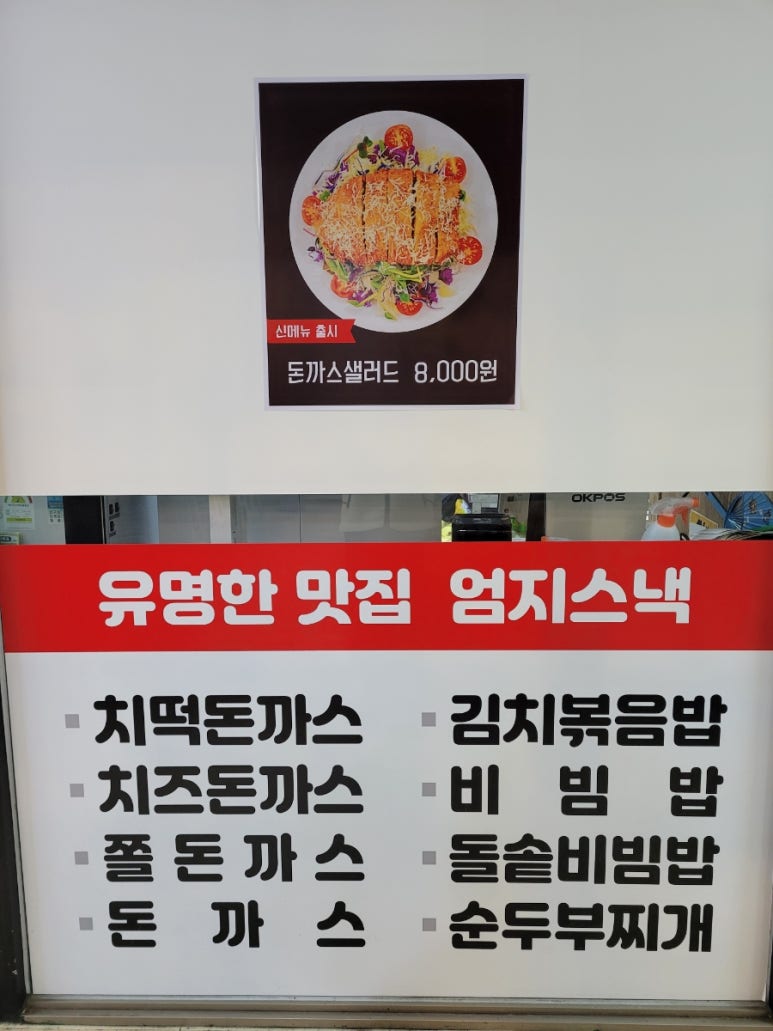 신메뉴 출시
돈까스샐러드 8,000원
OKPOS
유명한 맛집 엄지스낵
치떡돈까스 김치볶음밥
치즈돈까스 비 빔 밥
쫄 돈 까 스 돌솥비빔밥
돈 까 스 순두부찌개